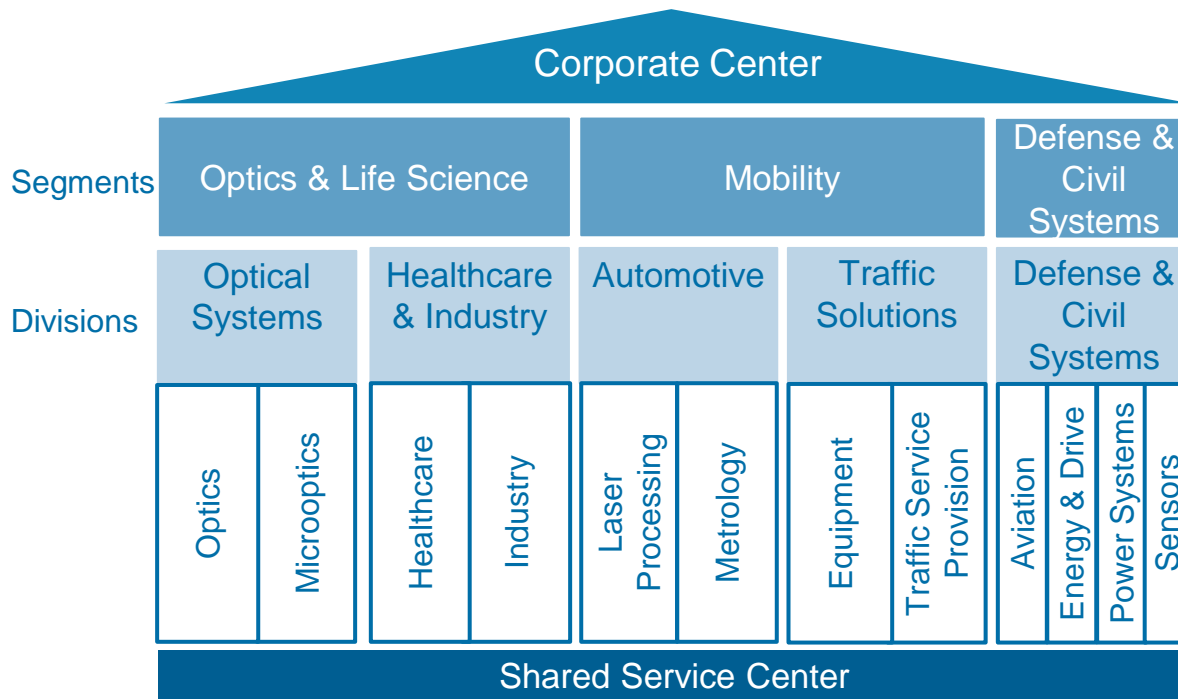 Corporate Center
Segments
Optics & Life Science
Mobility
Defense &
Civil
Systems
Divisions
Optical
Systems
Healthcare
& Industry
Automotive
Traffic
Solutions
Defense &
Civil
Systems
Optics
Microoptics
Healthcare
Industry
Laser
Processing
Metrology
Equipment
Traffic Service
Provision
Aviation
Energy & Drive
Power Systems
Sensors
Shared Service Center